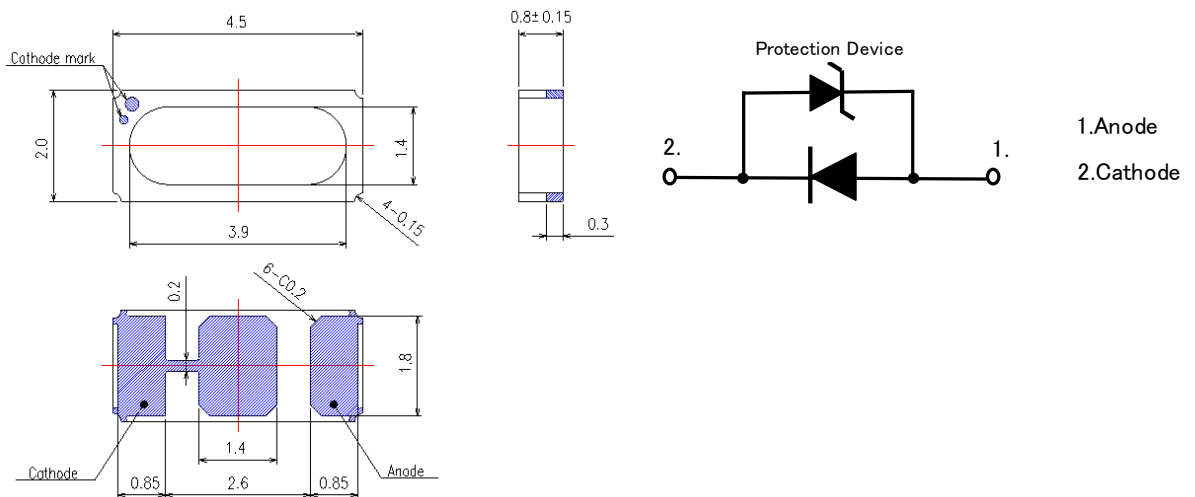 4.5
Cathode mark
2.0
1.4
4-0.15
3.9
0.8± 0.15
0.3
Protection Device
2.
1.
1.Anode
2.Cathode
6-C0.2
0.2
1.8
1.4
Cathode
0.85
2.6
0.85
Anode